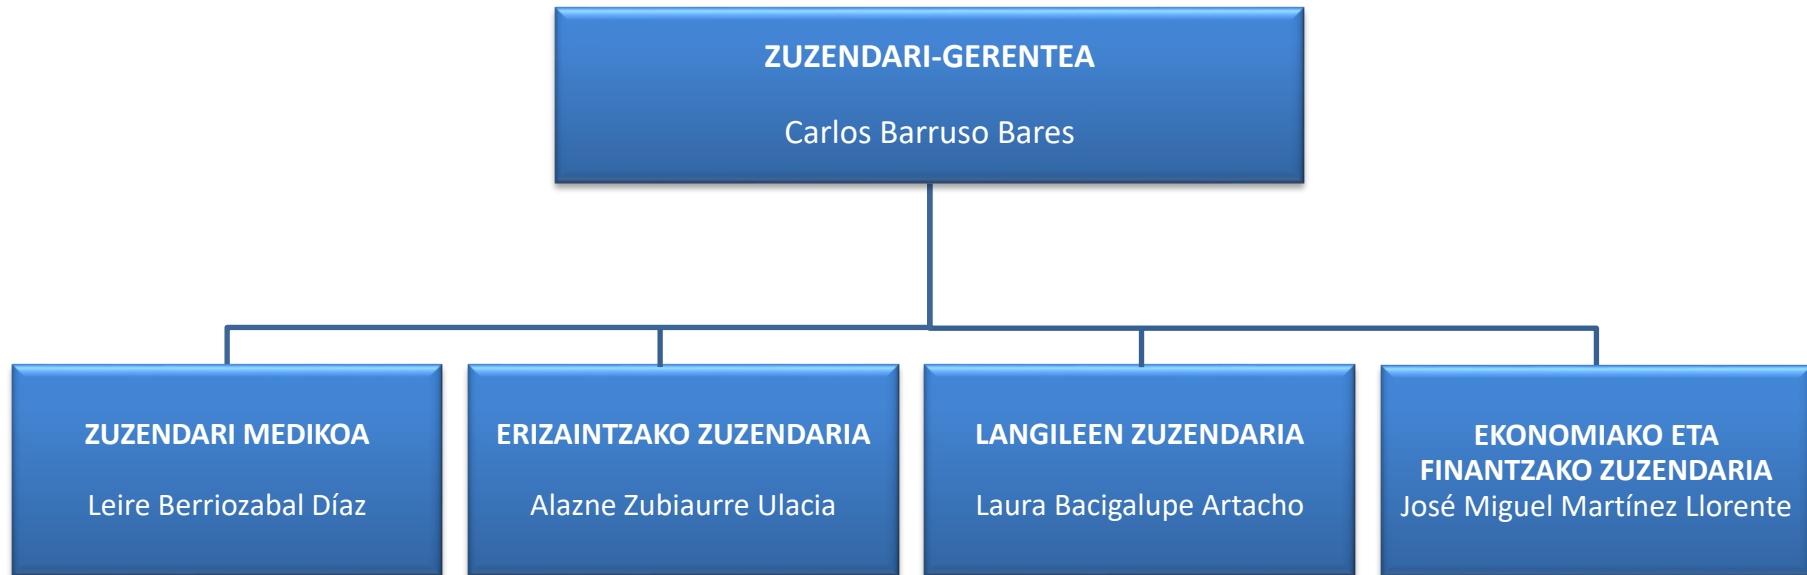 ZUZENDARI-GERENTEA
Carlos Barruso Bares
ZUZENDARI MEDIKOA
Leire Berriozabal Díaz
ERIZAINTZAKO ZUZENDARIA
Alazne Zubiaurre Ulacia
LANGILEEN ZUZENDARIA
Laura Bacigalupe Artacho
EKONOMIAKO ETA
FINANTZAKO ZUZENDARIA
José Miguel Martínez Llorente